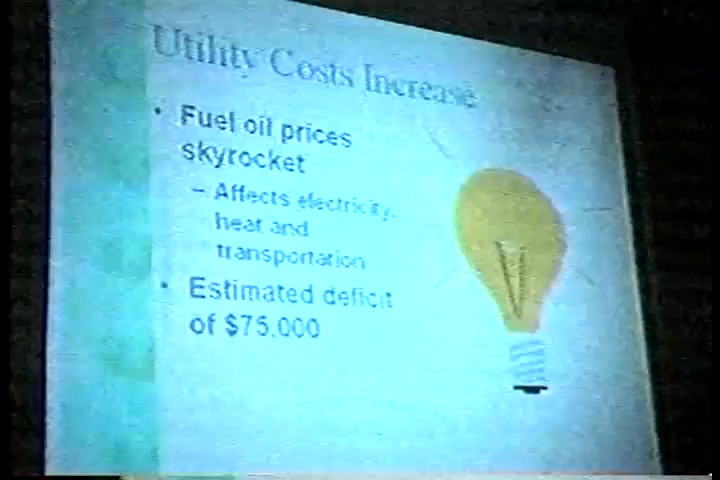 Utility Costs Increase
• Fuel oil prices
skyrocket
– Affects electricity,
heat and
transportation
• Estimated deficit
of $75,000